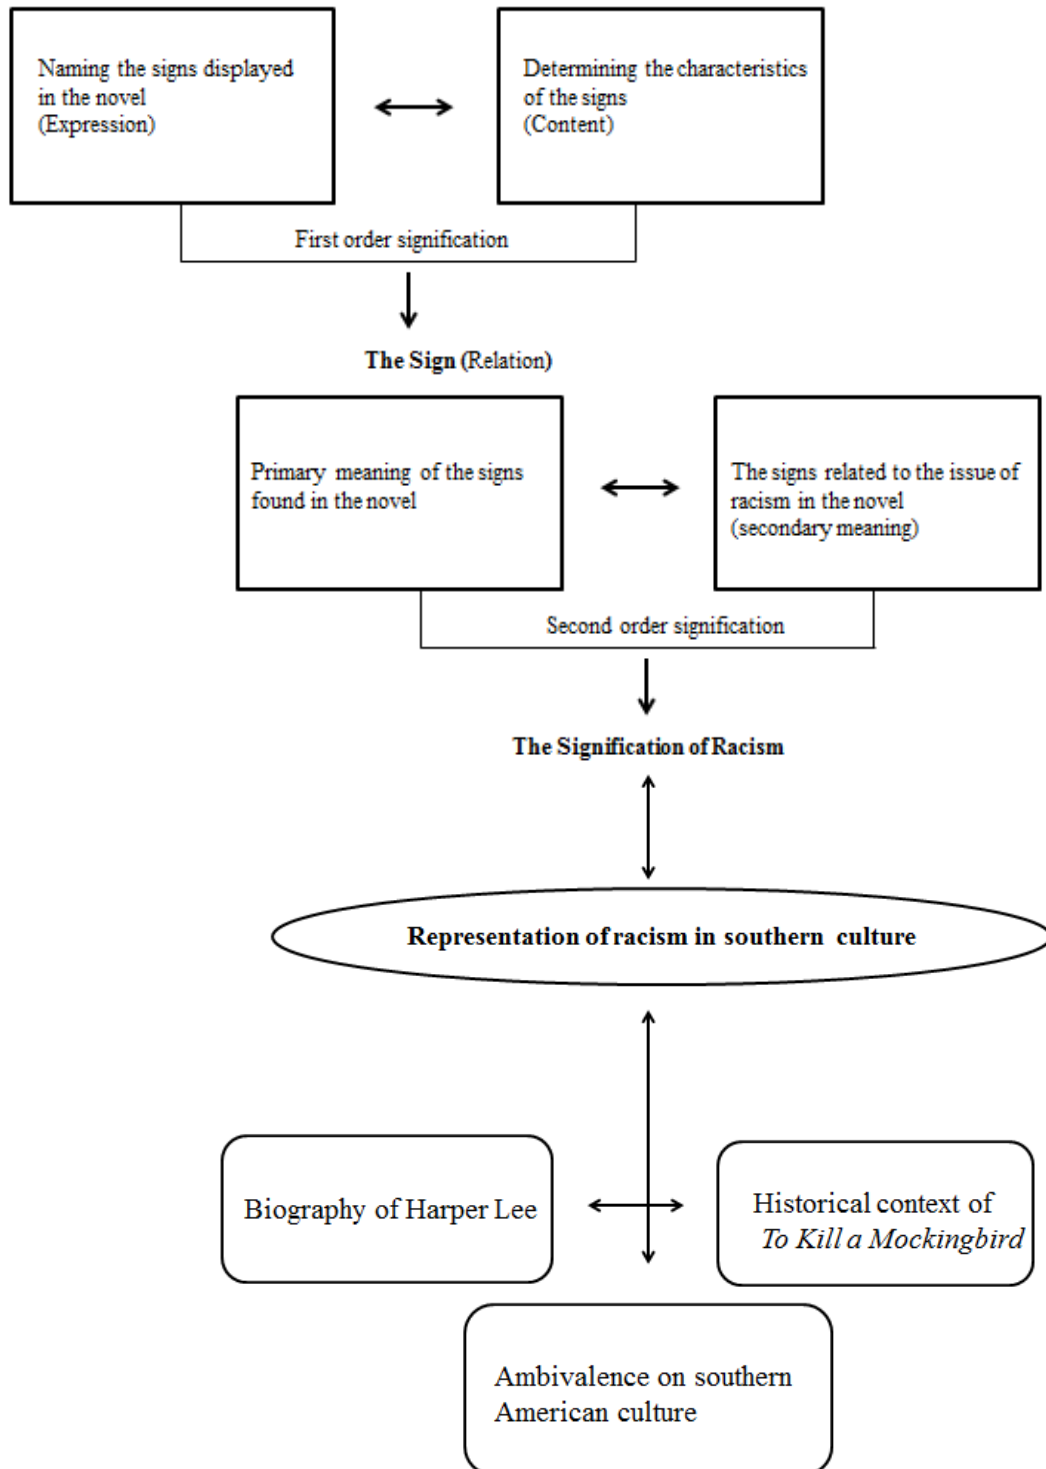 Naming the signs displayed
in the novel
(Expression)
Determining the characteristics
of the signs
(Content)
First order signification
The Sign (Relation)
Primary meaning of the signs
found in the novel
The signs related to the issue of
racism in the novel
(secondary meaning)
Second order signification
The Signification of Racism
Representation of racism in southern culture
Biography of Harper Lee
Historical context of
To Kill a Mockingbird
Ambivalence on southern
American culture